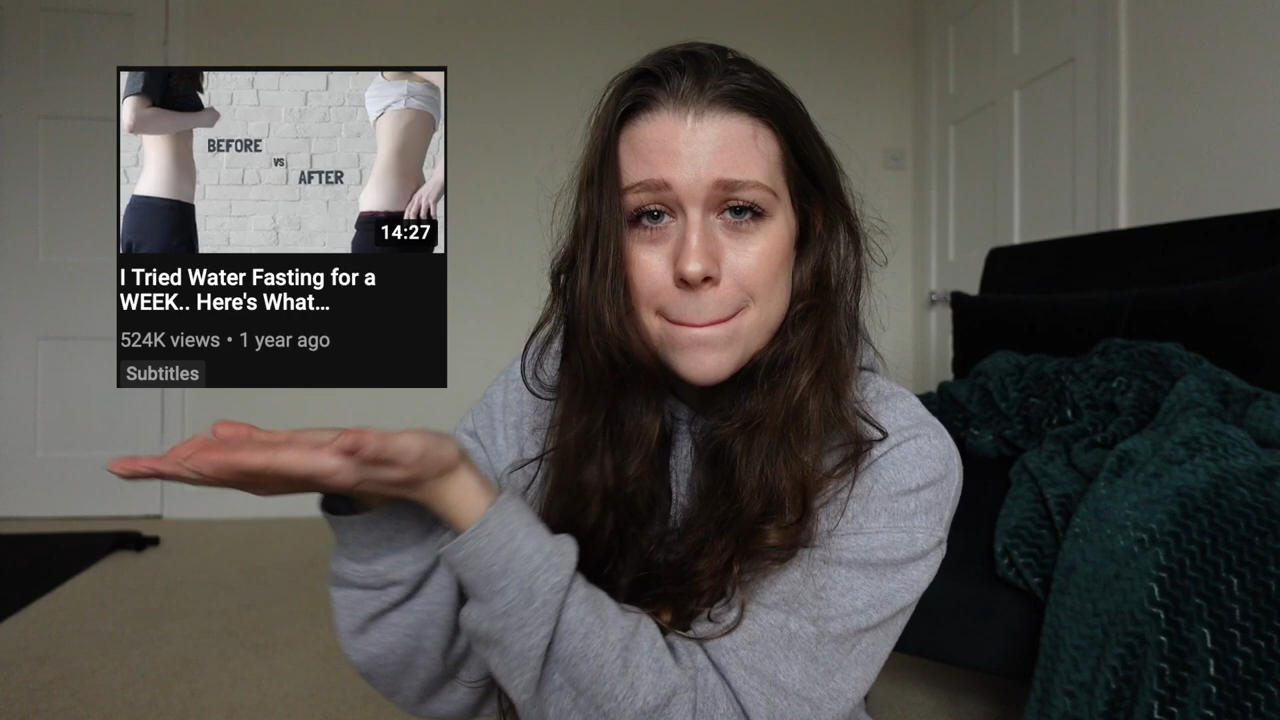 BEFORE
VS
AFTER
14:27
I Tried Water Fasting for a
WEEK.. Here's What...
524K views • 1 year ago
Subtitles